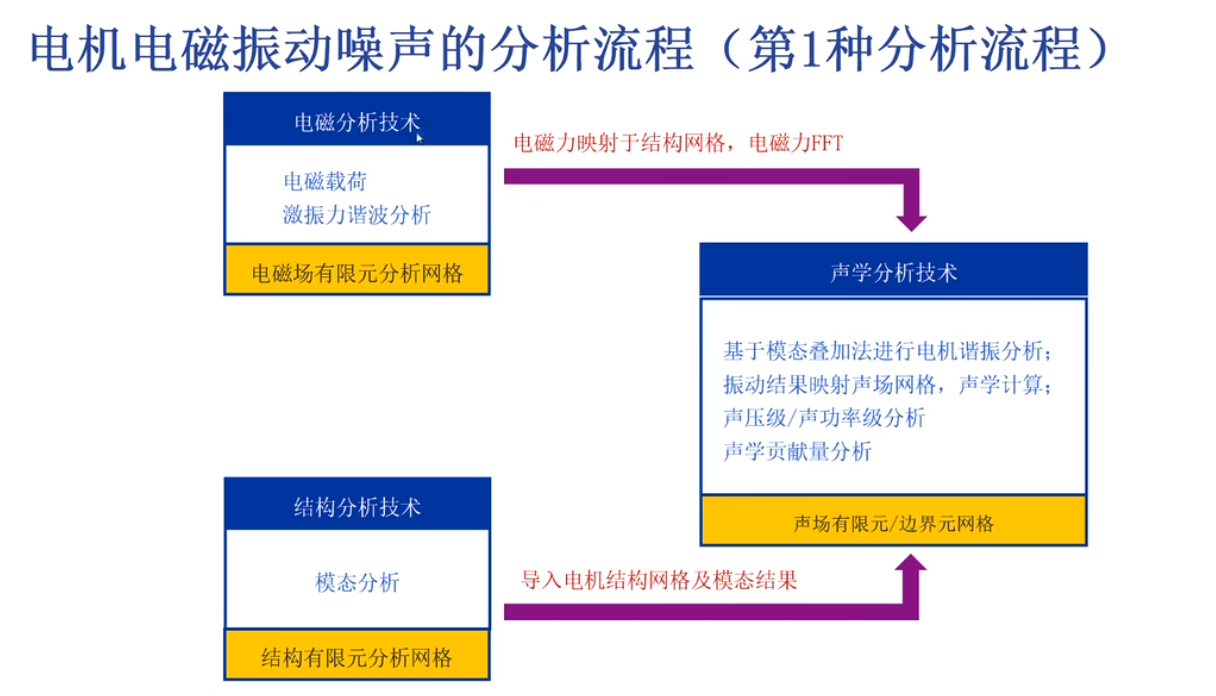 电机电磁振动噪声的分析流程（第1种分析流程）
电磁分析技术
电磁载荷
激振力谐波分析
电磁场有限元分析网格
电磁力映射于结构网格，电磁力FFT
声学分析技术
基于模态叠加法进行电机谐振分析；
振动结果映射声场网格，声学计算；
声压级/声功率级分析
声学贡献量分析
声场有限元/边界元网格
结构分析技术
模态分析
结构有限元分析网格
导入电机结构网格及模态结果